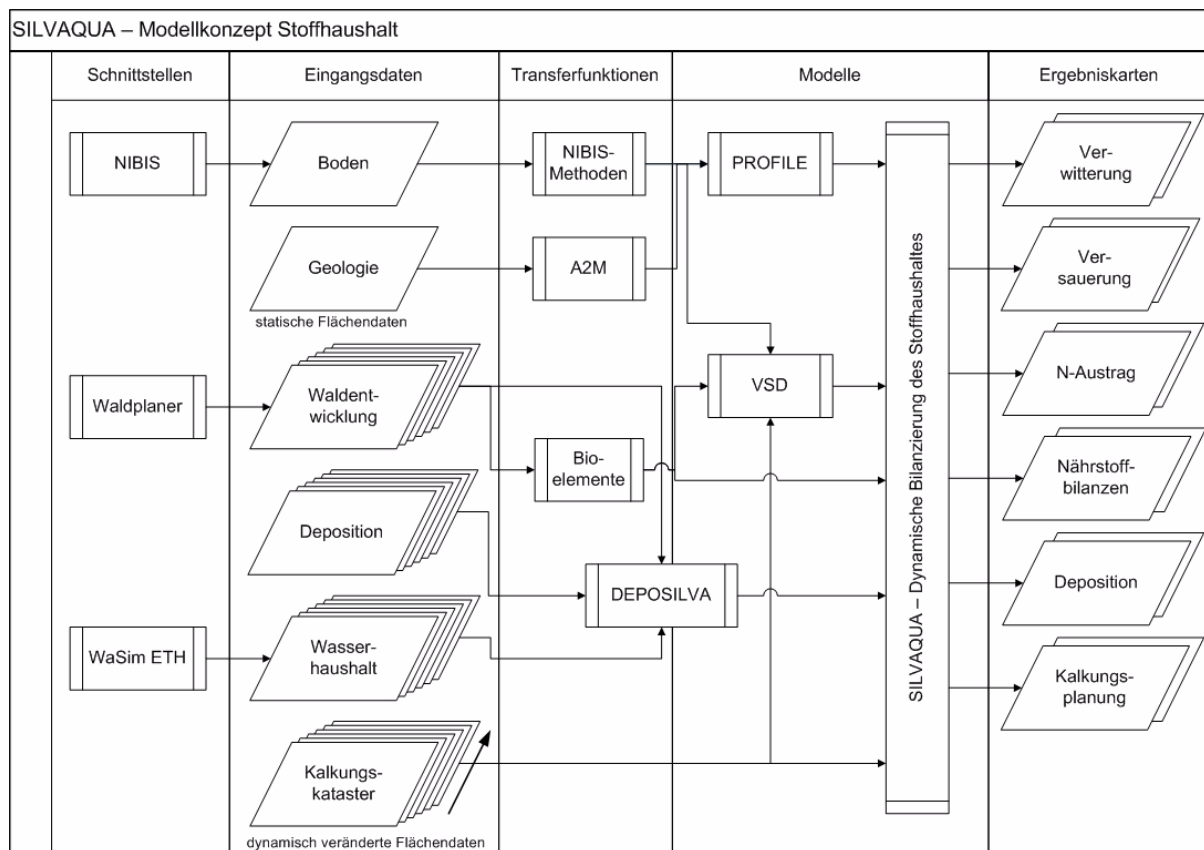 SILVAQUA – Modellkonzept Stoffhaushalt
Schnittstellen
Eingangsdaten
Transferfunktionen
Modelle
Ergebniskarten
NIBIS
Boden
NIBIS-
Methoden
PROFILE
Ver-
witterung
Geologie
A2M
Ver-
sauerung
statische Flächendaten
Waldplaner
Waldent-
wicklung
VSD
N-Austrag
Bio-
elemente
Nährstoff-
bilanzen
Deposition
DEPOSILVA
Deposition
WaSim ETH
Wasser-
haushalt
Kalkungs-
planung
Kalkungs-
kataster
dynamisch veränderte Flächendaten
SILVAQUA – Dynamische Bilanzierung des Stoffhaushaltes